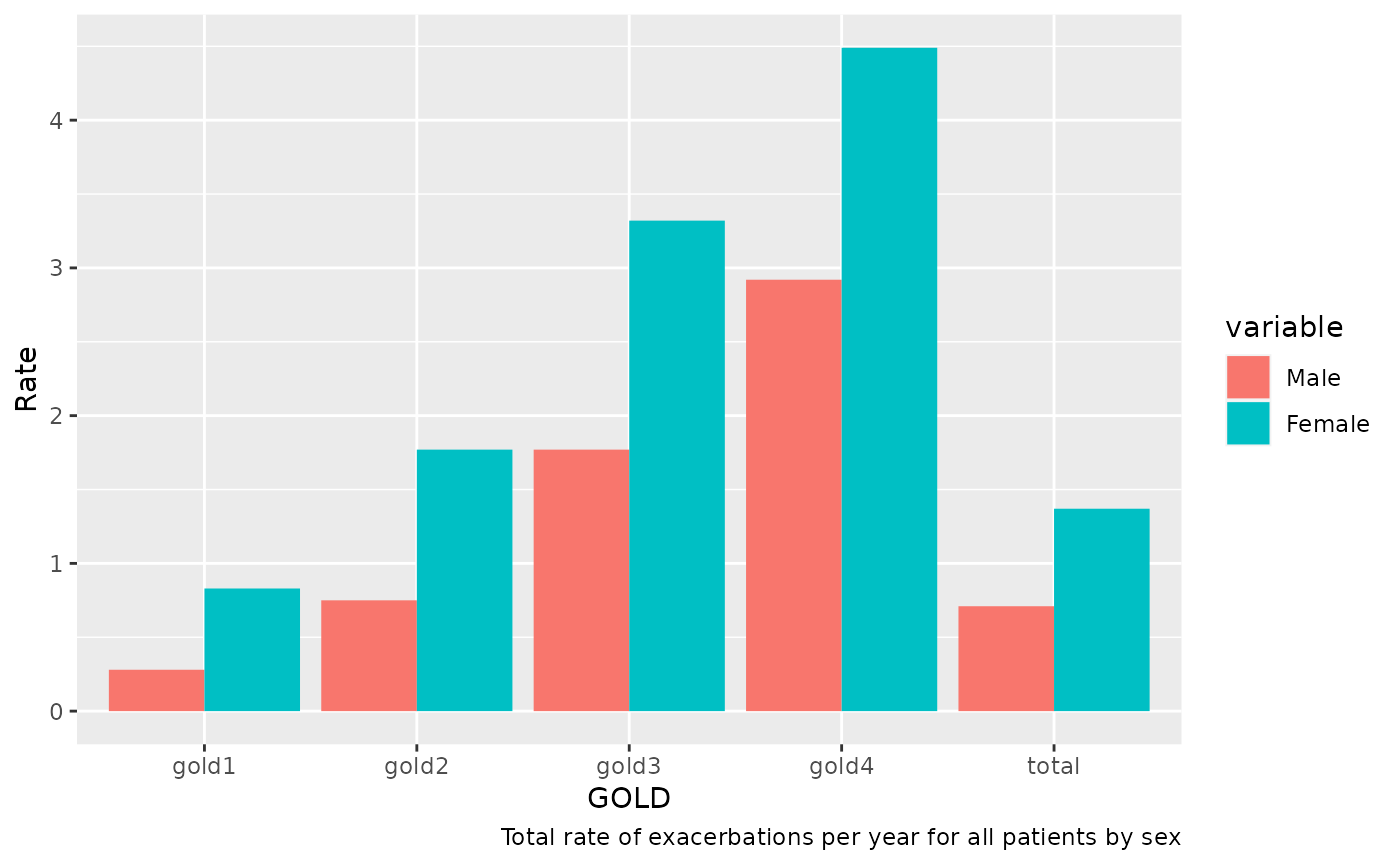 4
3
2
1
0
Rate
gold1 gold2 gold3 gold4 total
GOLD
Total rate of exacerbations per year for all patients by sex
variable
Male
Female